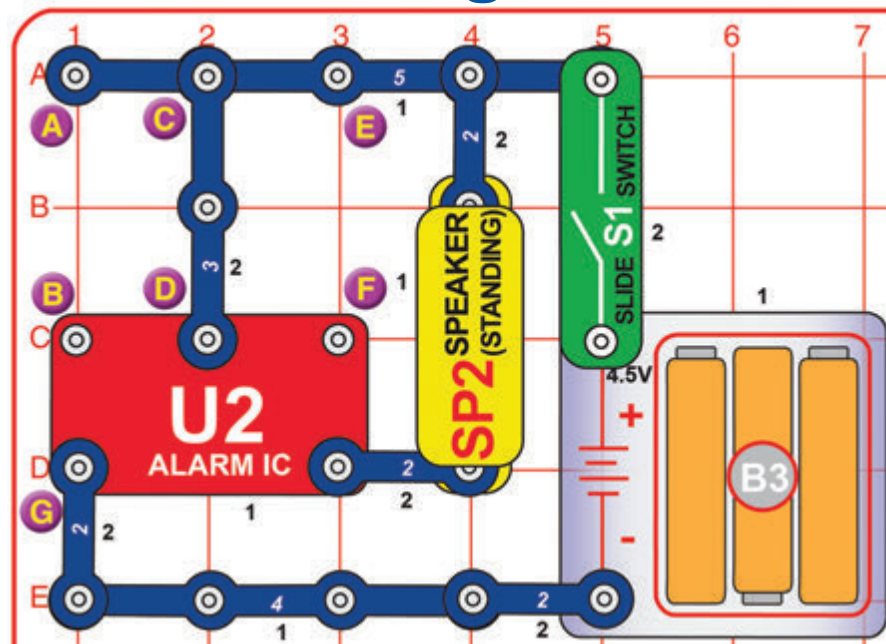 1 2 3 4 5 6 7
A
5
A C E
1
2
2
SLIDE S1 SWITCH
2
B
3
2
B D F
1
SP2 SPEAKER
(STANDING)
1
C
4.5V
+
U2
ALARM IC
B3
D
2
2
1
G
2
2
-
E
4
1
2
2